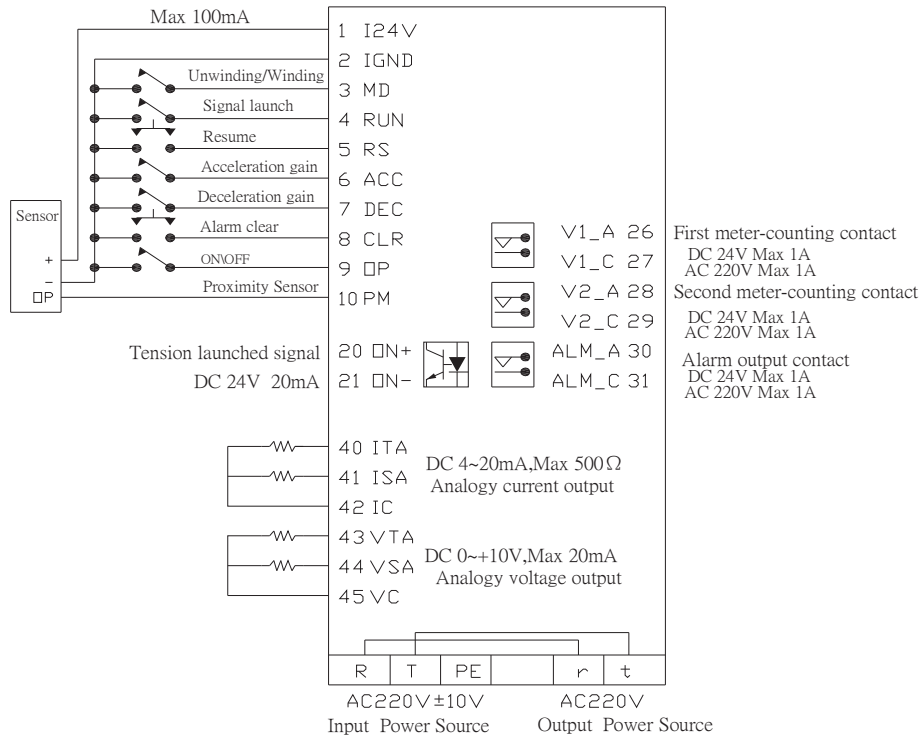 Max 100mA
1 I24V
2 IGND
Unwinding/Winding
3 MD
Signal launch
4 RUN
Resume
5 RS
Acceleration gain
6 ACC
Deceleration gain
7 DEC
Alarm clear
8 CLR
ON\OFF
9 OP
Proximity Sensor
10 PM
Sensor
+
−
OP
V1_A 26
V1_C 27
First meter-counting contact
DC 24V Max 1A
AC 220V Max 1A
V2_A 28
V2_C 29
Second meter-counting contact
DC 24V Max 1A
AC 220V Max 1A
Tension launched signal
DC 24V 20mA
20 ON+
21 ON-
ALM_A 30
ALM_C 31
Alarm output contact
DC 24V Max 1A
AC 220V Max 1A
40 ITA
41 ISA
42 IC
DC 4~20mA,Max 500Ω
Analogy current output
43 VTA
44 VSA
45 VC
DC 0~+10V,Max 20mA
Analogy voltage output
R T PE r t
AC220V±10V AC220V
Input Power Source Output Power Source